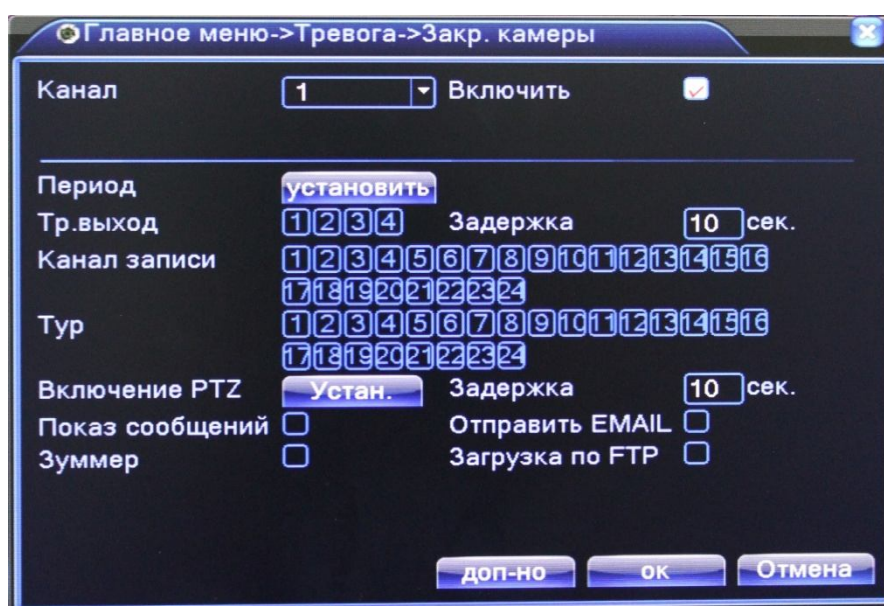 Главное меню->Тревога->Закр. камеры
Канал 1 Включить
Период установить
Тр.выход 1 2 3 4 Задержка 10 сек.
Канал записи 1 2 3 4 5 6 7 8 9 10 11 12 13 14 15 16
17 18 19 20 21 22 23 24
Тур 1 2 3 4 5 6 7 8 9 10 11 12 13 14 15 16
17 18 19 20 21 22 23 24
Включение PTZ Устан. Задержка 10 сек.
Показ сообщений Отправить EMAIL
Зуммер Загрузка по FTP
доп-но ок Отмена